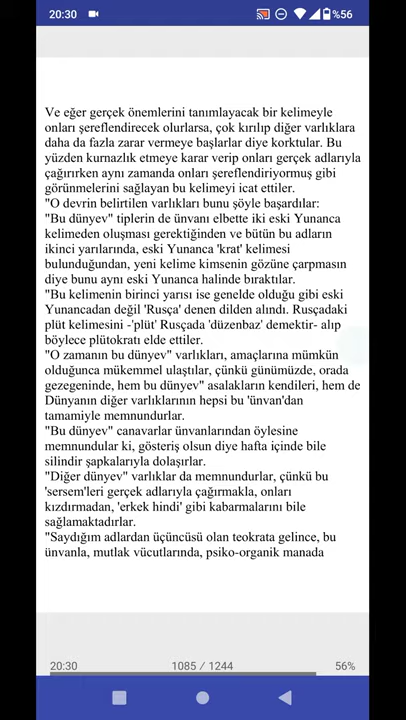 20:30
%56
Ve eğer gerçek önemlerini tanımlayacak bir kelimeyle
onları şereflendirecek olurlarsa, çok kırılıp diğer varlıklara
daha da fazla zarar vermeye başlarlar diye korktular. Bu
yüzden kurnazlık etmeye karar verip onları gerçek adlarıyla
çağırırken aynı zamanda onları şereflendiriyormuş gibi
görünmelerini sağlayan bu kelimeyi icat ettiler.
"O devrin belirtilen varlıkları bunu şöyle başardılar:
"Bu dünyev" tiplerin de ünvanı elbette iki eski Yunanca
kelimeden oluşması gerektiğinden ve bütün bu adların
ikinci yarılarında, eski Yunanca 'krat' kelimesi
bulunduğundan, yeni kelime kimsenin gözüne çarpmasın
diye bunu aynı eski Yunanca halinde bıraktılar.
"Bu kelimenin birinci yarısı ise genelde olduğu gibi eski
Yunancadan değil 'Rusça' denen dilden alındı. Rusçadaki
plüt kelimesini -'plüt' Rusçada 'düzenbaz' demektir- alıp
böylece plütokratı elde ettiler.
"O zamanın bu dünyev" varlıkları, amaçlarına mümkün
olduğunca mükemmel ulaştılar, çünkü günümüzde, orada
gezegeninde, hem bu dünyev" asalakların kendileri, hem de
Dünyanın diğer varlıklarının hepsi bu 'ünvan'dan
tamamiyle memnundurlar.
"Bu dünyev" canavarlar ünvanlarından öylesine
memnundular ki, gösteriş olsun diye hafta içinde bile
silindir şapkalarıyla dolaşırlar.
"Diğer dünyev" varlıklar da memnundurlar, çünkü bu
'sersem'leri gerçek adlarıyla çağırmakla, onları
kızdırmadan, 'erkek hindi' gibi kabarmalarını bile
sağlamaktadırlar.
"Saydığım adlardan üçüncüsü olan teokrata gelince, bu
ünvanla, mutlak vücutlarında, psiko-organik manada
20:30
1085 / 1244
56%